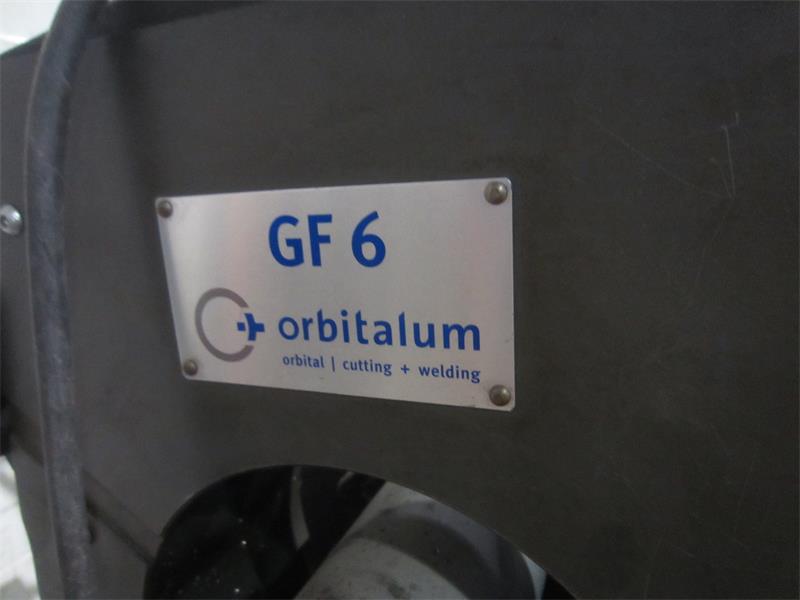 GF 6
orbitalum
orbital | cutting + welding